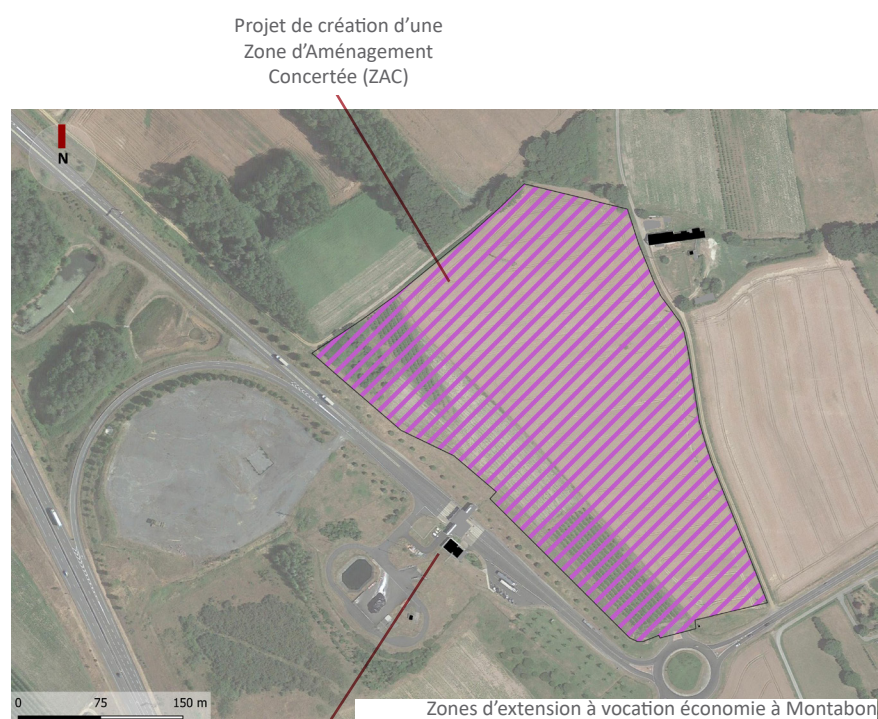 Projet de création d'une
Zone d'Aménagement
Concertée (ZAC)
N
0 75 150 m
Zones d'extension à vocation économie à Montabon